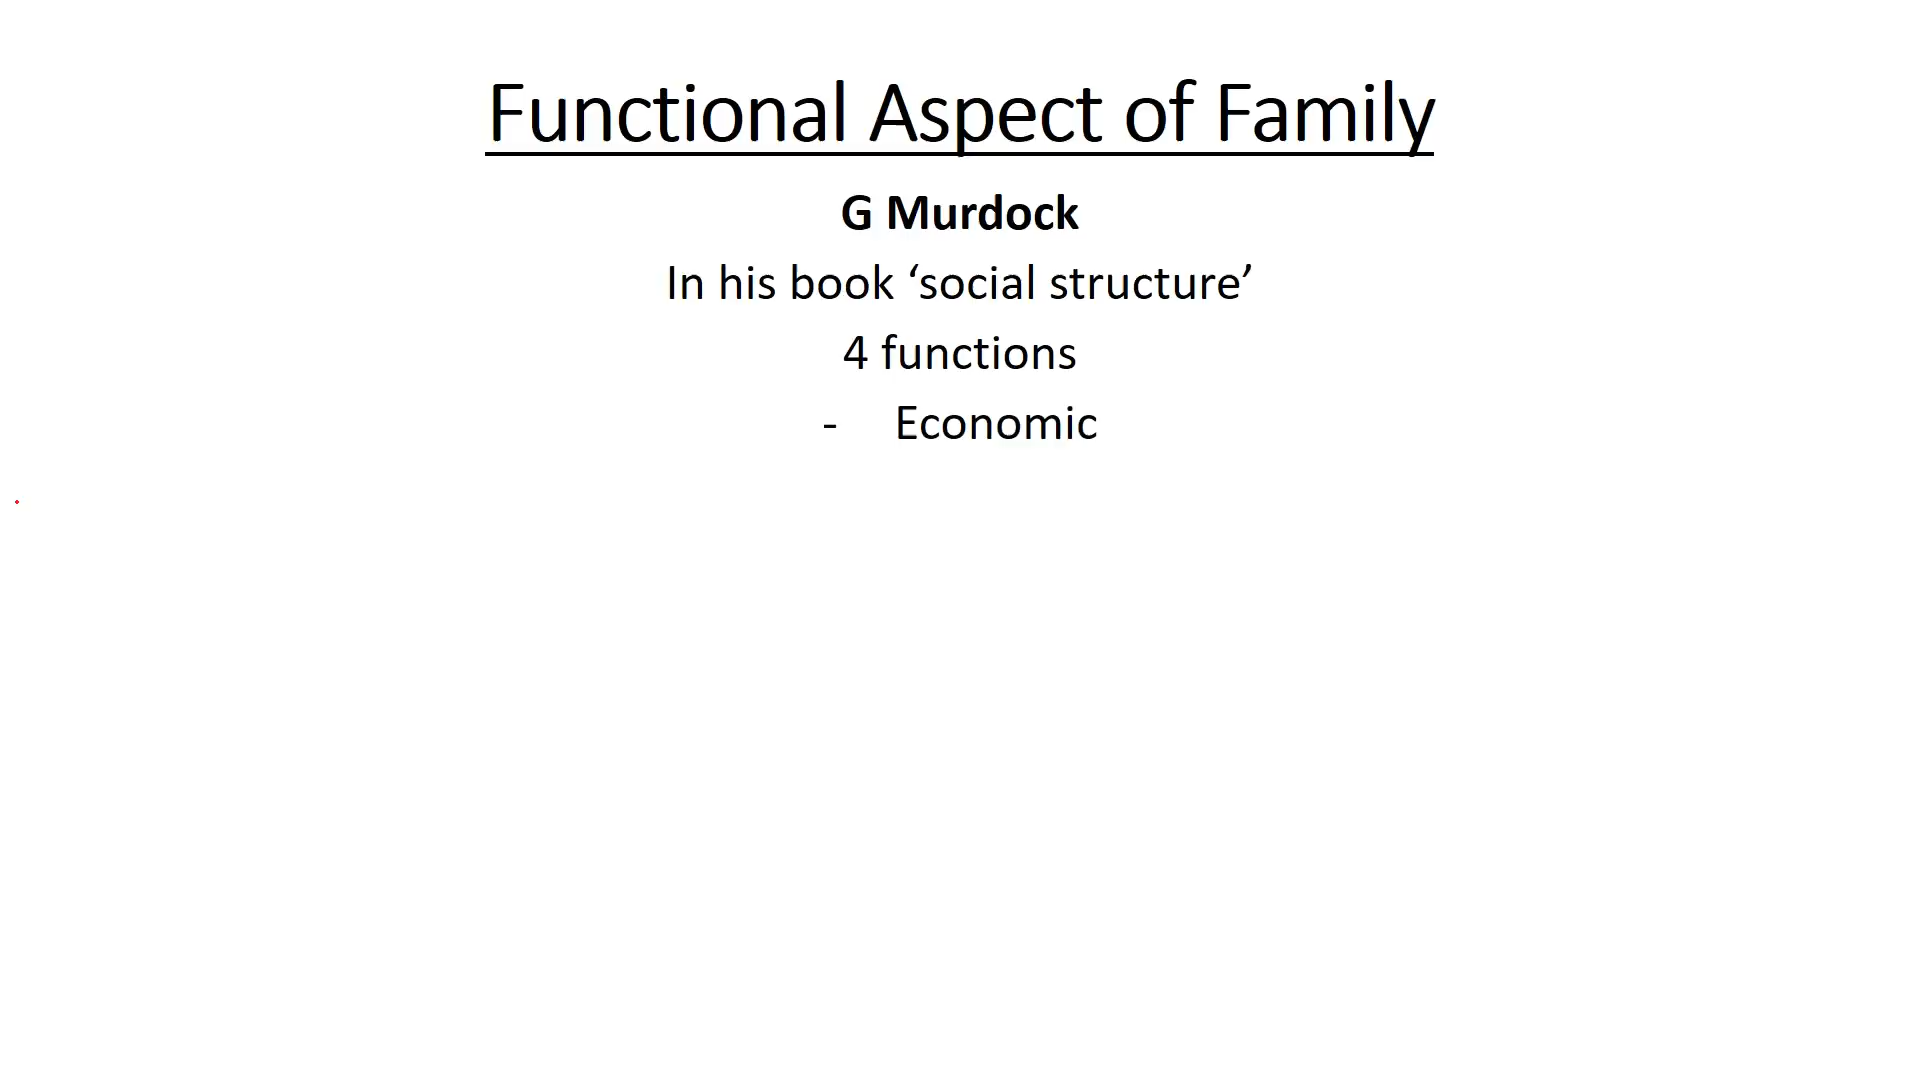 Functional Aspect of Family
G Murdock
In his book ‘social structure’
4 functions
- Economic